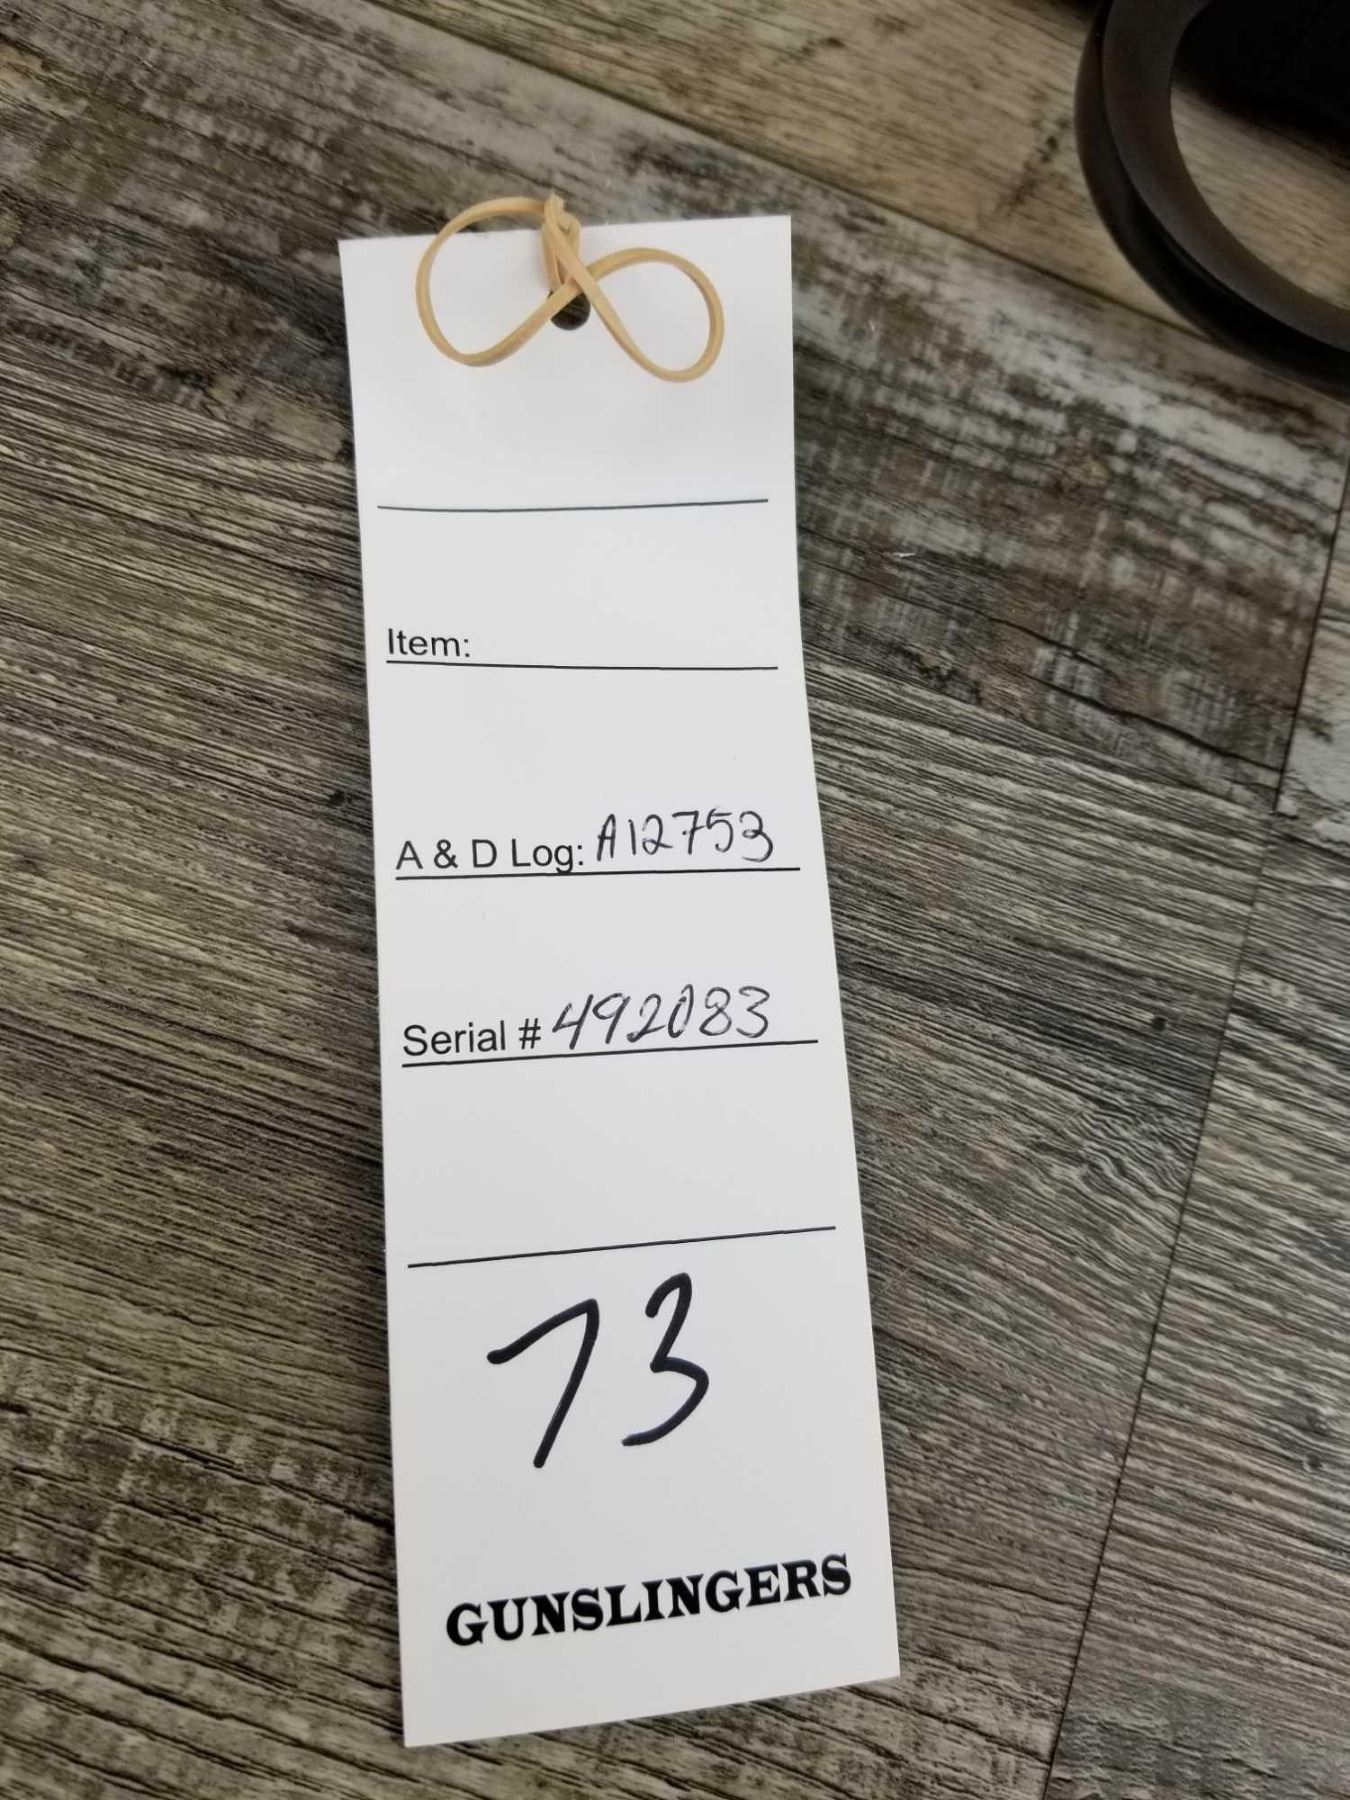 Item:
A & D Log: A12753
Serial # 492083
73
GUNSLINGERS